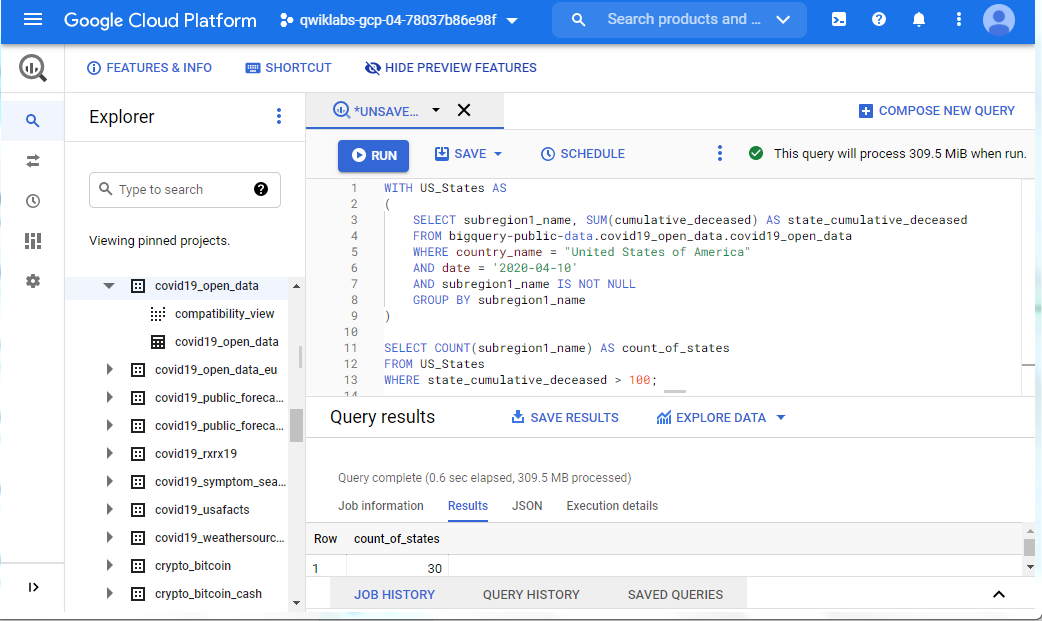 Google Cloud Platform qwiklabs-gcp-04-78037b86e98f Search products and ...
FEATURES & INFO SHORTCUT HIDE PREVIEW FEATURES
Explorer
*UNSAVE... COMPOSE NEW QUERY
RUN SAVE SCHEDULE This query will process 309.5 MiB when run.
Type to search
Viewing pinned projects.
covid19_open_data
compatibility_view
covid19_open_data
covid19_open_data_eu
covid19_public_foreca...
covid19_public_foreca...
covid19_rxrx19
covid19_symptom_sea...
covid19_usafacts
covid19_weathersourc...
crypto_bitcoin
crypto_bitcoin_cash
1 WITH US_States AS
2 (
3 SELECT subregion1_name, SUM(cumulative_deceased) AS state_cumulative_deceased
4 FROM bigquery-public-data.covid19_open_data.covid19_open_data
5 WHERE country_name = "United States of America"
6 AND date = '2020-04-10'
7 AND subregion1_name IS NOT NULL
8 GROUP BY subregion1_name
9 )
10
11 SELECT COUNT(subregion1_name) AS count_of_states
12 FROM US_States
13 WHERE state_cumulative_deceased > 100;
14
Query results SAVE RESULTS EXPLORE DATA
Query complete (0.6 sec elapsed, 309.5 MB processed)
Job information Results JSON Execution details
Row count_of_states
1 30
JOB HISTORY QUERY HISTORY SAVED QUERIES